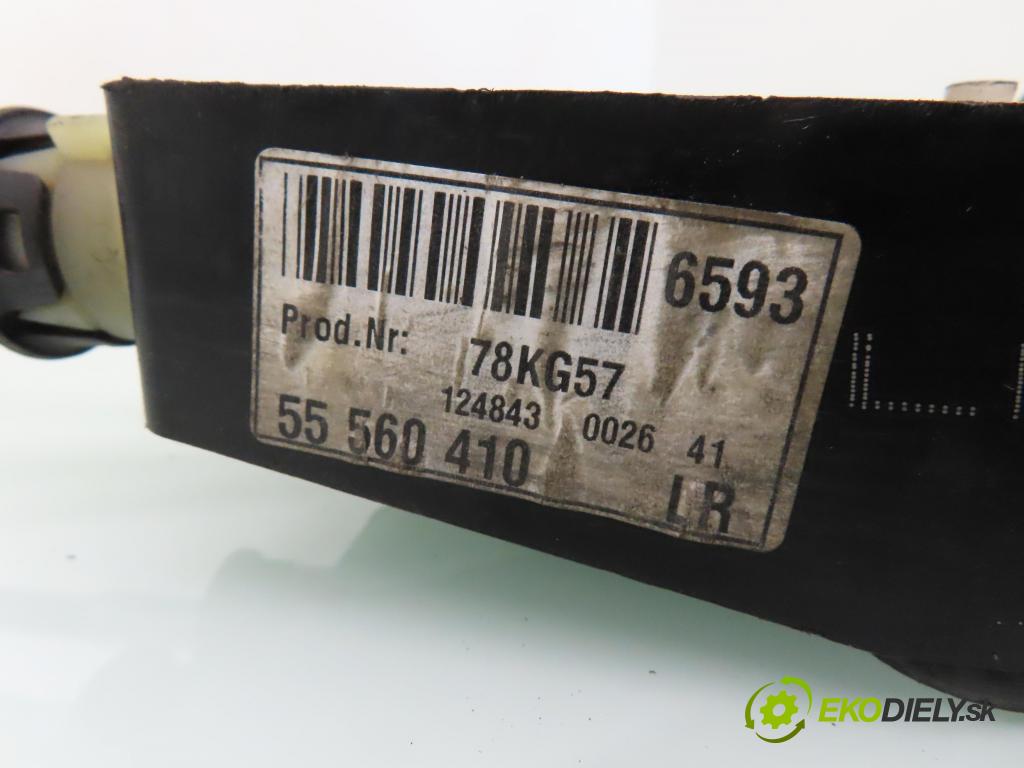 6593
Prod.Nr: 78KG57
124843 0026 41
55 560 410 LR
EKODIELY.SK